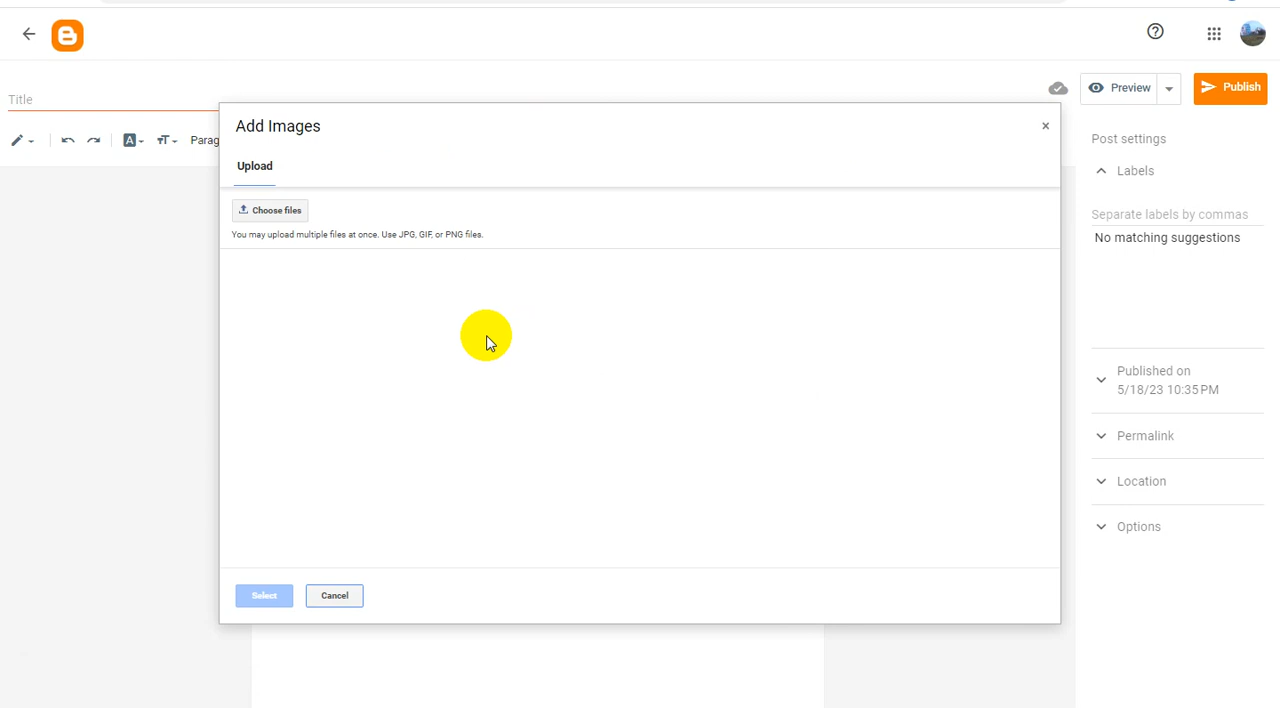 Title
Preview
Publish
Parag
Add Images
×
Upload
Choose files
You may upload multiple files at once. Use JPG, GIF, or PNG files.
Select
Cancel
Post settings
Labels
Separate labels by commas
No matching suggestions
Published on
5/18/23 10:35 PM
Permalink
Location
Options